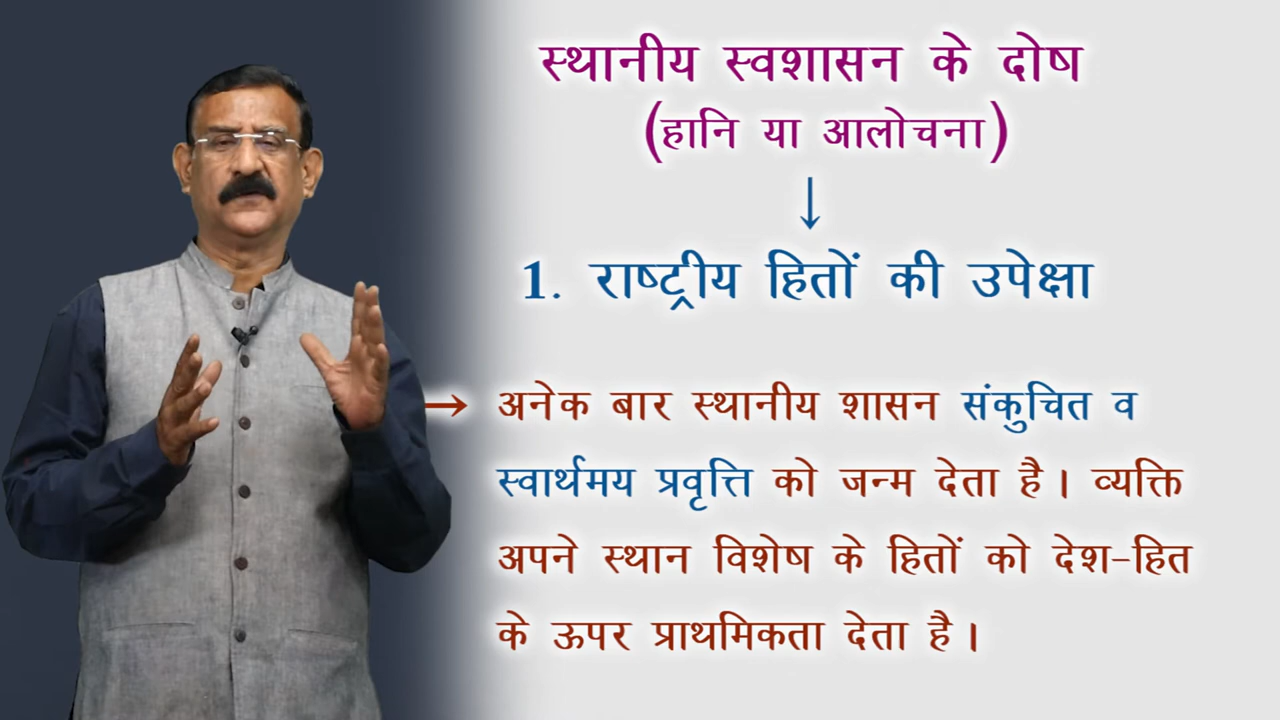 स्थानीय स्वशासन के दोष
(हानि या आलोचना)
↓
1. राष्ट्रीय हितों की उपेक्षा
→ अनेक बार स्थानीय शासन संकुचित व
स्वार्थमय प्रवृत्ति को जन्म देता है। व्यक्ति
अपने स्थान विशेष के हितों को देश-हित
के ऊपर प्राथमिकता देता है।